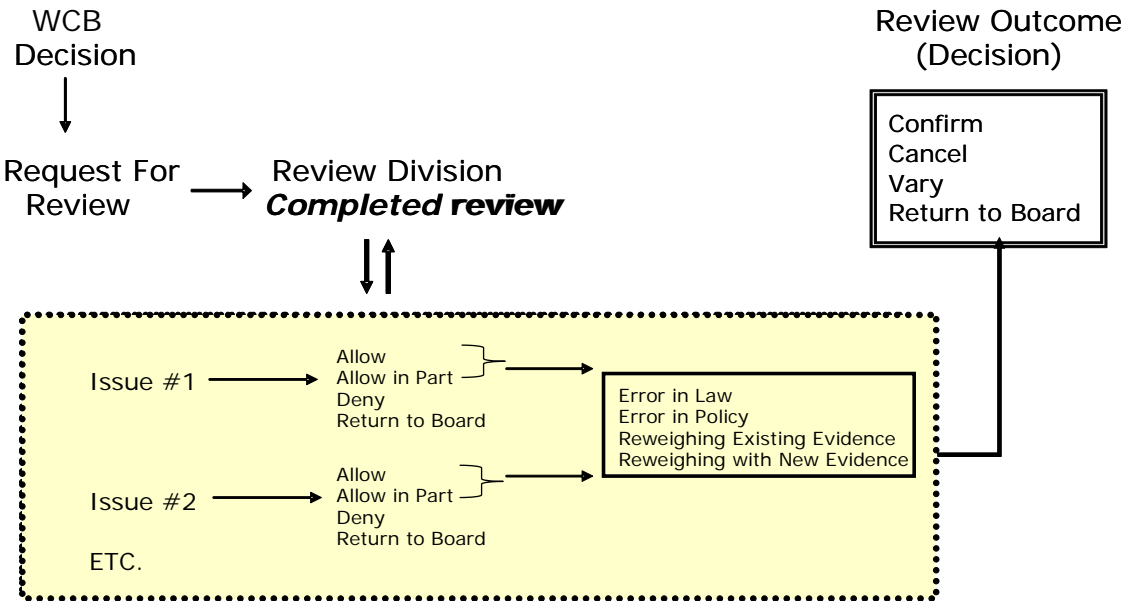 WCB
Decision
Request For
Review
Review Division
Completed review
Review Outcome
(Decision)
Confirm
Cancel
Vary
Return to Board
Issue #1
Allow
Allow in Part
Deny
Return to Board
Error in Law
Error in Policy
Reweighing Existing Evidence
Reweighing with New Evidence
Issue #2
Allow
Allow in Part
Deny
Return to Board
ETC.